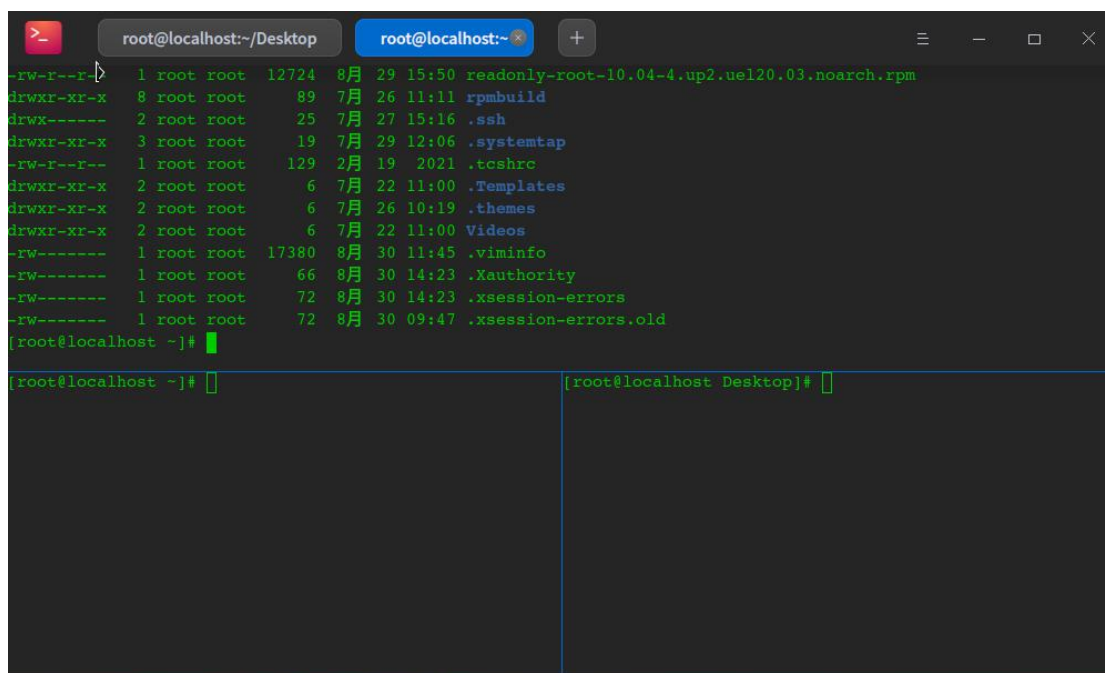 >_ root@localhost:~/Desktop root@localhost:~
-rw-r--r-- 1 root root 12724 8月 29 15:50 readonly-root-10.04-4.up2.uel20.03.noarch.rpm
drwxr-xr-x 8 root root 89 7月 26 11:11 rpmbuild
drwx------ 2 root root 25 7月 27 15:16 .ssh
drwxr-xr-x 3 root root 19 7月 29 12:06 .systemtap
-rw-r--r-- 1 root root 129 2月 19 2021 .tcshrc
drwxr-xr-x 2 root root 6 7月 22 11:00 .Templates
drwxr-xr-x 2 root root 6 7月 26 10:19 .themes
drwxr-xr-x 2 root root 6 7月 22 11:00 Videos
-rw------- 1 root root 17380 8月 30 11:45 .viminfo
-rw------- 1 root root 66 8月 30 14:23 .Xauthority
-rw------- 1 root root 72 8月 30 14:23 .xsession-errors
-rw------- 1 root root 72 8月 30 09:47 .xsession-errors.old
[root@localhost ~]#
[root@localhost ~]#
[root@localhost Desktop]#